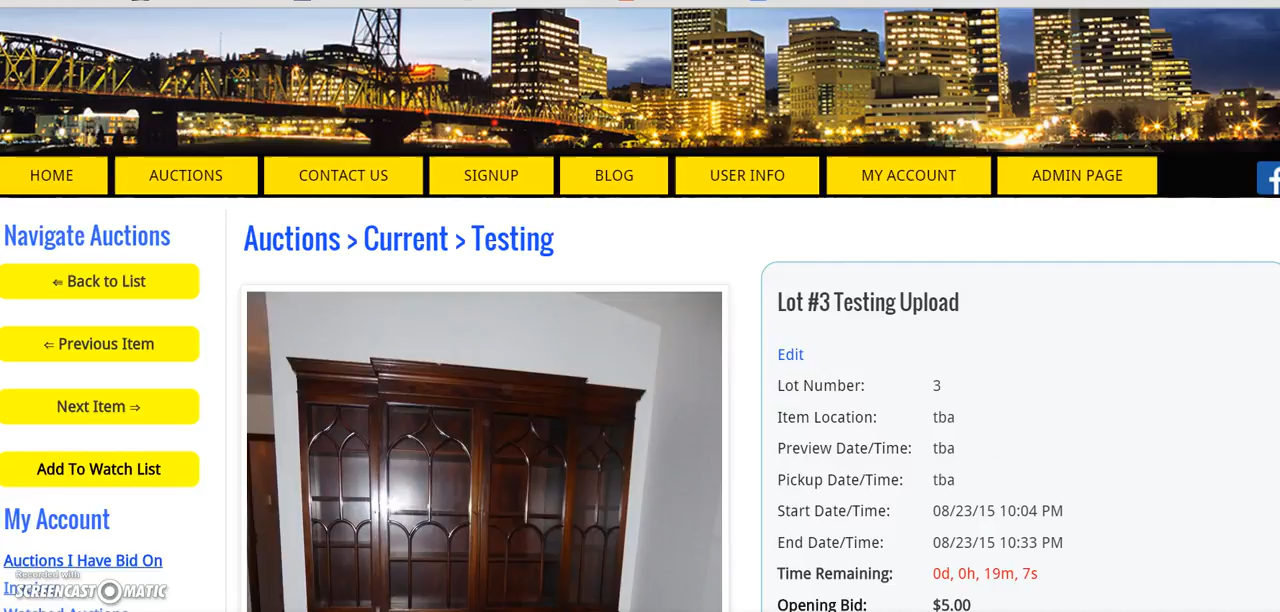 HOME AUCTIONS CONTACT US SIGNUP BLOG USER INFO MY ACCOUNT ADMIN PAGE
Navigate Auctions
⇐ Back to List
⇐ Previous Item
Next Item ⇒
Add To Watch List
My Account
Auctions I Have Bid On
Watched Auctions
Recorded with
SCREENCAST-O-MATIC
Auctions > Current > Testing
Lot #3 Testing Upload
Edit
Lot Number: 3
Item Location: tba
Preview Date/Time: tba
Pickup Date/Time: tba
Start Date/Time: 08/23/15 10:04 PM
End Date/Time: 08/23/15 10:33 PM
Time Remaining: 0d, 0h, 19m, 7s
Opening Bid: $5.00